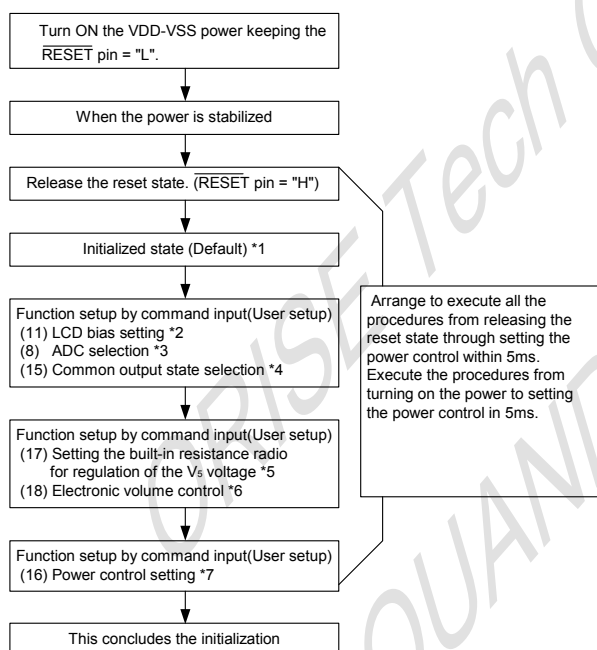 Turn ON the VDD-VSS power keeping the
RESET pin = "L".
When the power is stabilized
Release the reset state. (RESET pin = "H")
Initialized state (Default) *1
Function setup by command input(User setup)
(11) LCD bias setting *2
(8) ADC selection *3
(15) Common output state selection *4
Function setup by command input(User setup)
(17) Setting the built-in resistance radio
for regulation of the V5 voltage *5
(18) Electronic volume control *6
Function setup by command input(User setup)
(16) Power control setting *7
This concludes the initialization
Arrange to execute all the
procedures from releasing the
reset state through setting the
power control within 5ms.
Execute the procedures from
turning on the power to setting
the power control in 5ms.
ORISE Tech
QUAN